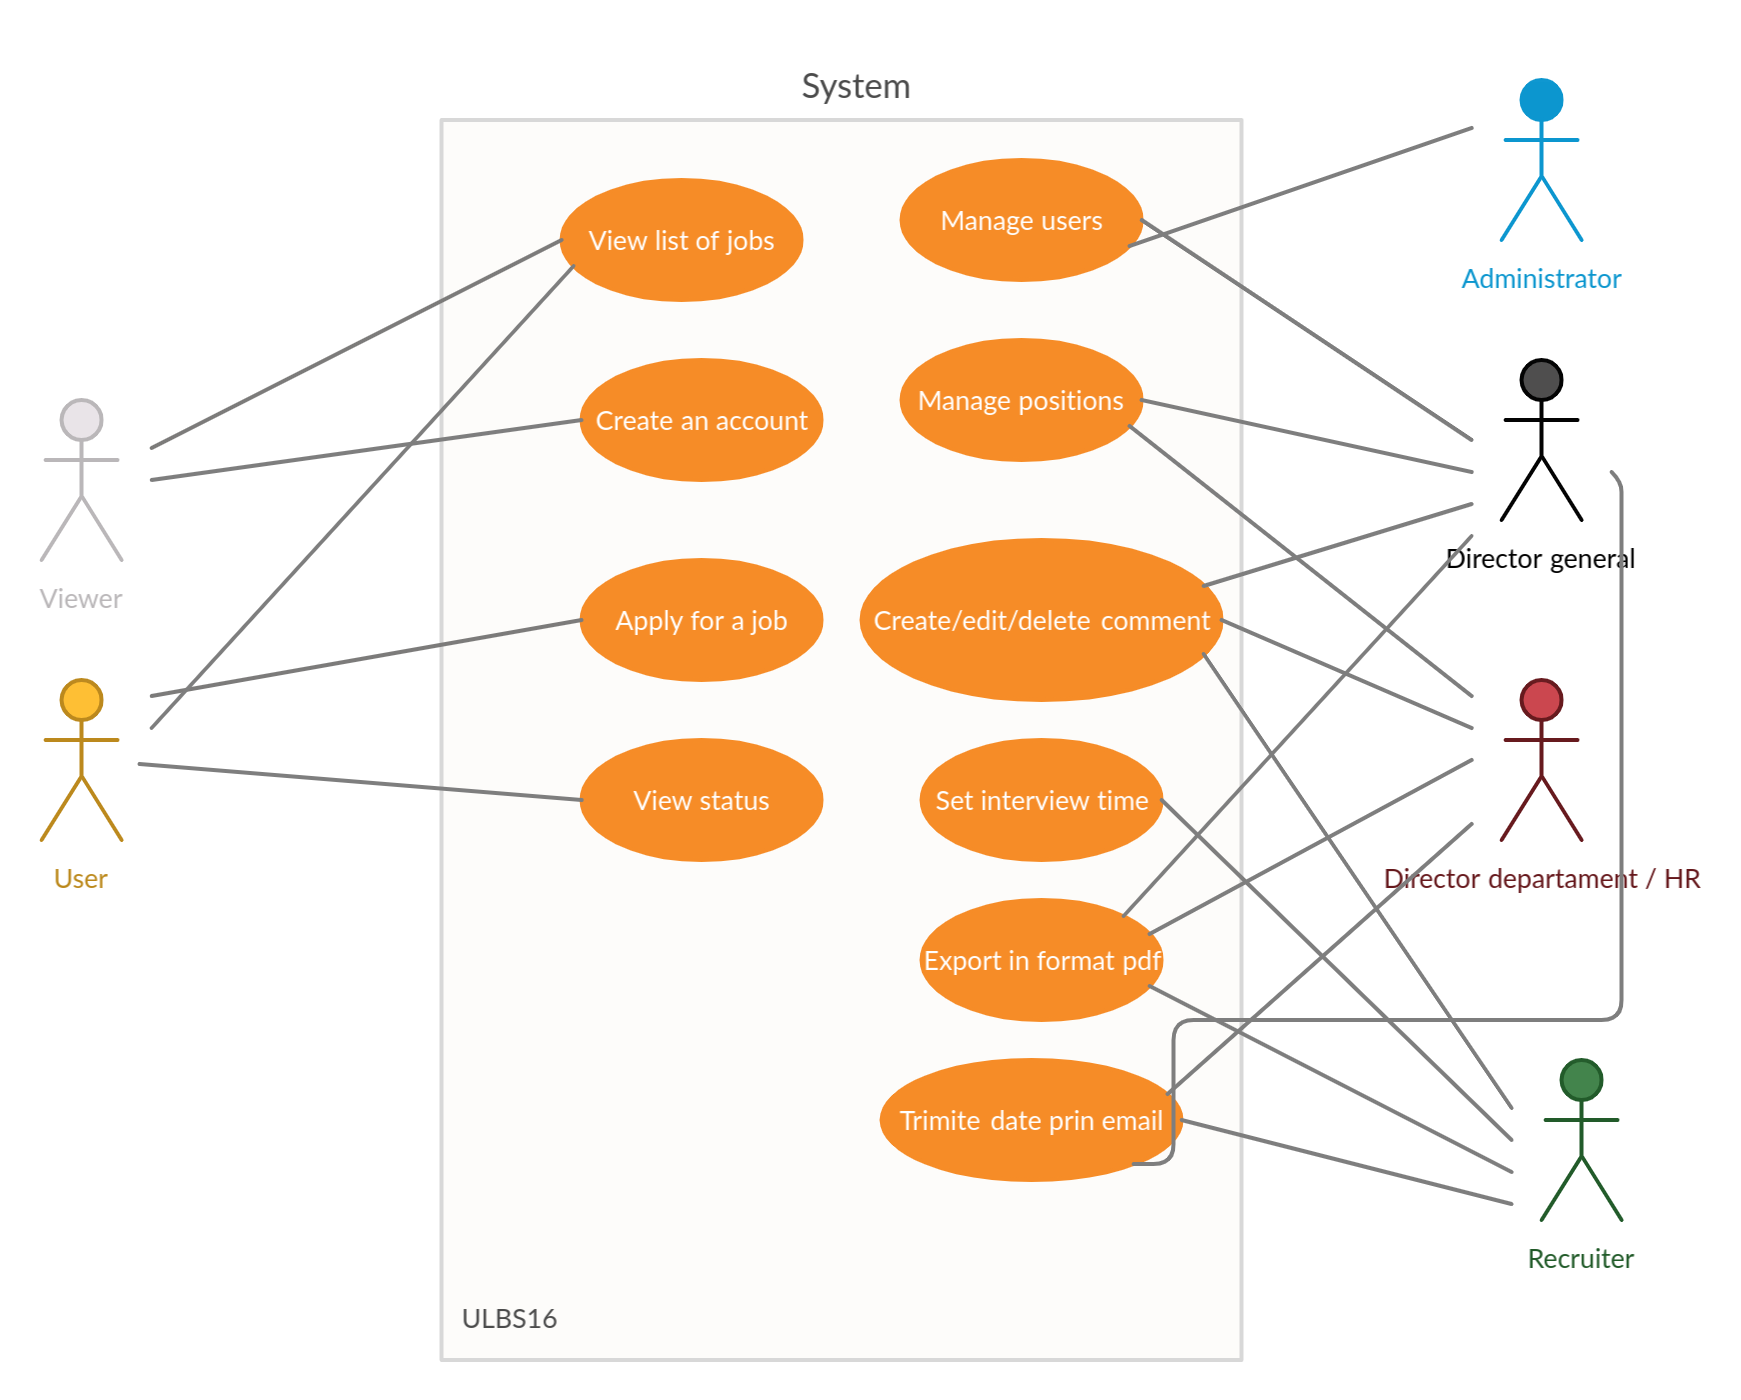 System
View list of jobs
Manage users
Administrator
Create an account
Manage positions
Director general
Viewer
Apply for a job
Create/edit/delete comment
View status
Set interview time
User
Director departament / HR
Export in format pdf
Trimite date prin email
Recruiter
ULBS16